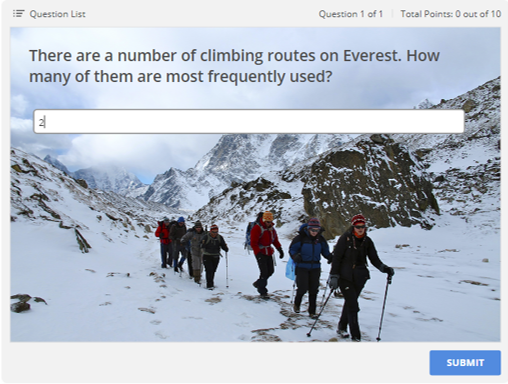 Question List
Question 1 of 1 | Total Points: 0 out of 10
There are a number of climbing routes on Everest. How
many of them are most frequently used?
2
SUBMIT